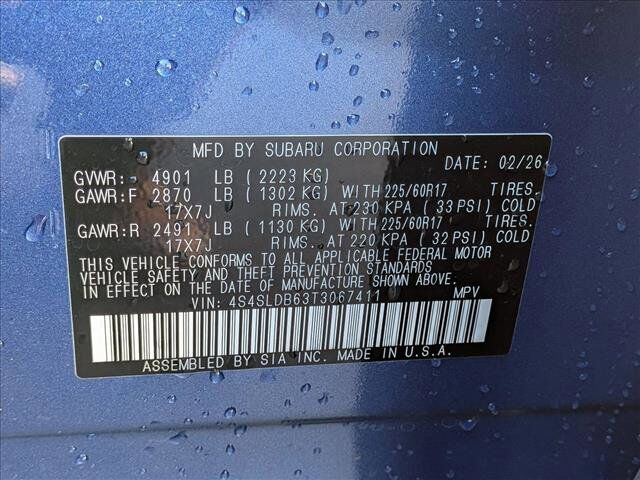 MFD BY SUBARU CORPORATION
DATE: 02/26
GVWR:- 4901 LB (2223 KG)
GAWR:F 2870 LB (1302 KG) WITH 225/60R17 TIRES.
17X7J RIMS. AT 230 KPA (33 PSI) COLD
GAWR:R 2491 LB (1130 KG) WITH 225/60R17 TIRES.
17X7J RIMS. AT 220 KPA (32 PSI) COLD
THIS VEHICLE CONFORMS TO ALL APPLICABLE FEDERAL MOTOR
VEHICLE SAFETY AND THEFT PREVENTION STANDARDS
IN EFFECT ON THE DATE OF MANUFACTURE SHOWN ABOVE.
VIN: 4S4SLDB63T3067411 MPV
ASSEMBLED BY SIA INC. MADE IN U.S.A.